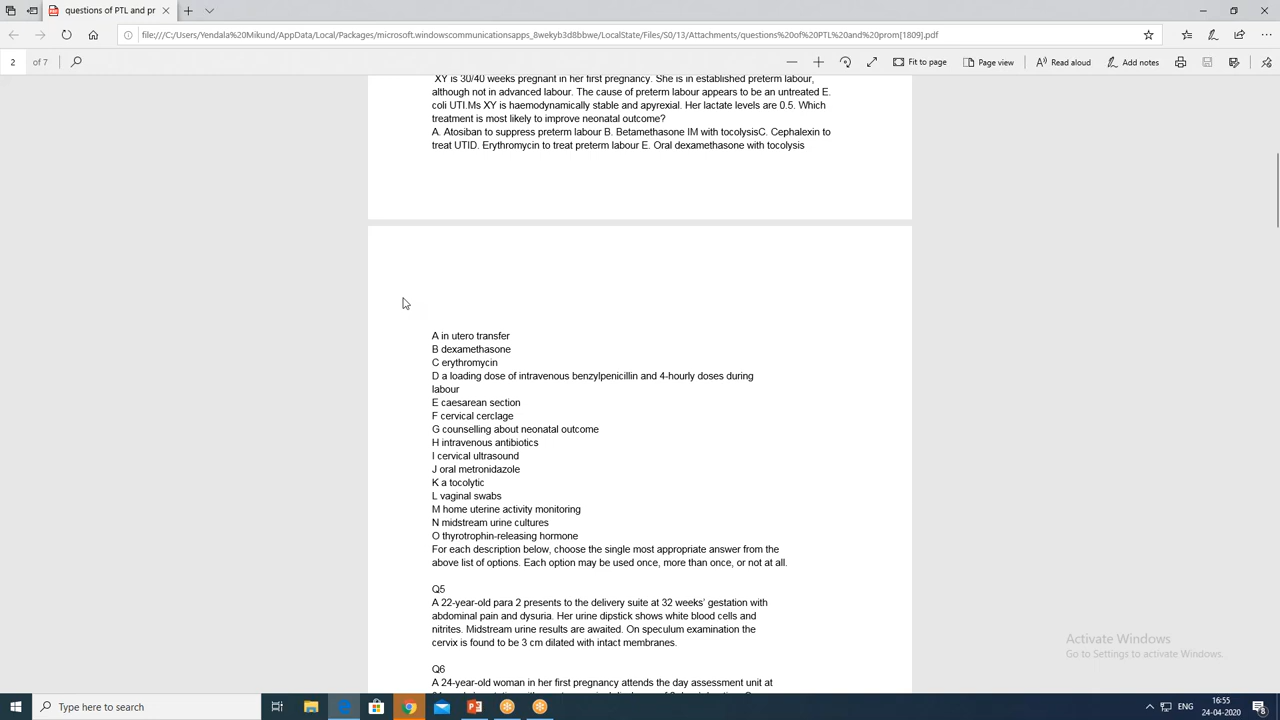 questions of PTL and pr
file:///C:/Users/Yendala%20Mikund/AppData/Local/Packages/microsoft.windowscommunicationsapps_8wekyb3d8bbwe/LocalState/Files/S0/13/Attachments/questions%20of%20PTL%20and%20prom[1809].pdf
2 of 7
Fit to page
Page view
Read aloud
Add notes
XY is 30/40 weeks pregnant in her first pregnancy. She is in established preterm labour,
although not in advanced labour. The cause of preterm labour appears to be an untreated E.
coli UTI.Ms XY is haemodynamically stable and apyrexial. Her lactate levels are 0.5. Which
treatment is most likely to improve neonatal outcome?
A. Atosiban to suppress preterm labour B. Betamethasone IM with tocolysisC. Cephalexin to
treat UTID. Erythromycin to treat preterm labour E. Oral dexamethasone with tocolysis
A in utero transfer
B dexamethasone
C erythromycin
D a loading dose of intravenous benzylpenicillin and 4-hourly doses during
labour
E caesarean section
F cervical cerclage
G counselling about neonatal outcome
H intravenous antibiotics
I cervical ultrasound
J oral metronidazole
K a tocolytic
L vaginal swabs
M home uterine activity monitoring
N midstream urine cultures
O thyrotrophin-releasing hormone
For each description below, choose the single most appropriate answer from the
above list of options. Each option may be used once, more than once, or not at all.
Q5
A 22-year-old para 2 presents to the delivery suite at 32 weeks' gestation with
abdominal pain and dysuria. Her urine dipstick shows white blood cells and
nitrites. Midstream urine results are awaited. On speculum examination the
cervix is found to be 3 cm dilated with intact membranes.
Q6
A 24-year-old woman in her first pregnancy attends the day assessment unit at
Activate Windows
Go to Settings to activate Windows.
Type here to search
ENG
16:55
24-04-2020